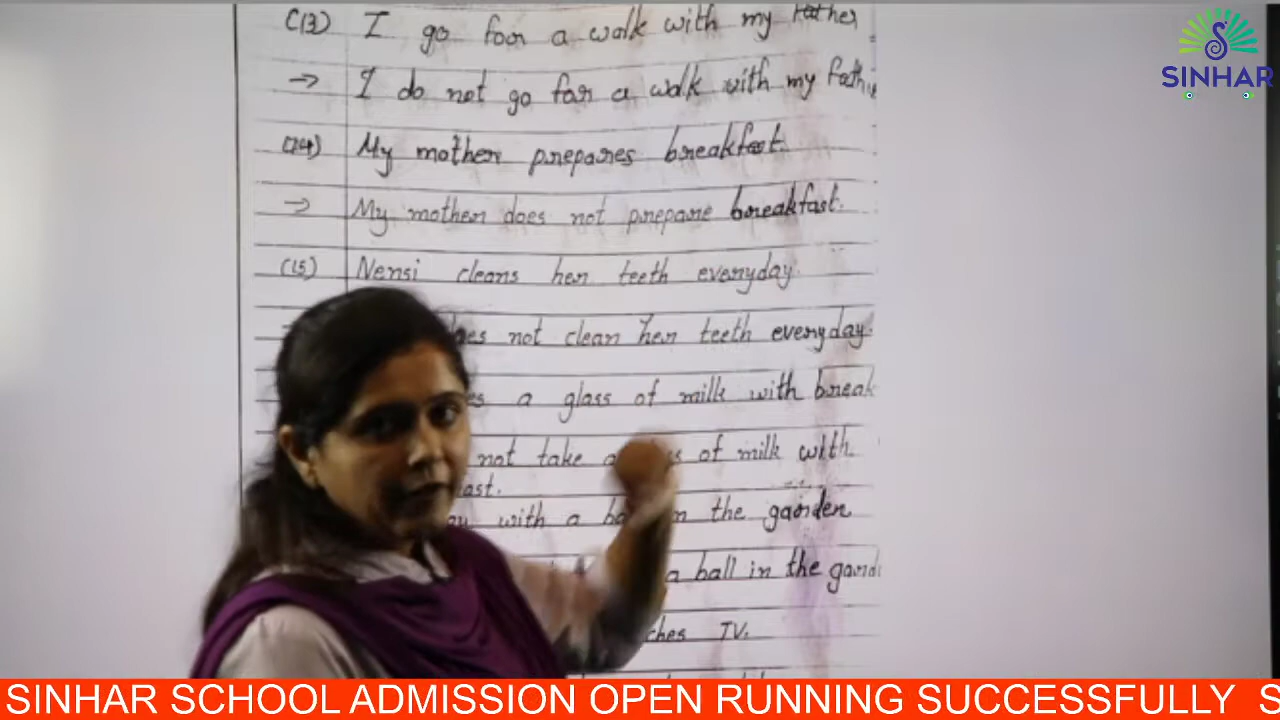 SINHAR
(13) I go for a walk with my father
→ I do not go for a walk with my
(14) My mother prepares breakfast.
→ My mother does not prepare breakfast.
(15) Nensi cleans her teeth everyday.
not clean her teeth everyday.
a glass of milk with break
not take a of milk with
with a in the garden
a ball in the gard
TV.
SINHAR SCHOOL ADMISSION OPEN RUNNING SUCCESSFULLY S